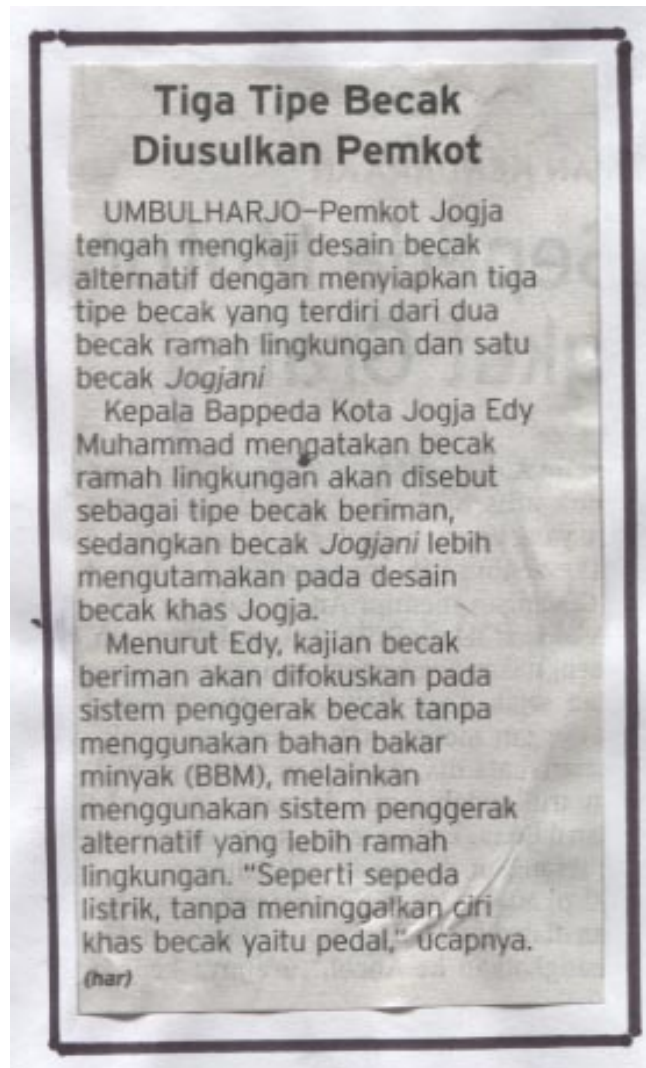 Tiga Tipe Becak
Diusulkan Pemkot
UMBULHARJO–Pemkot Jogja
tengah mengkaji desain becak
alternatif dengan menyiapkan tiga
tipe becak yang terdiri dari dua
becak ramah lingkungan dan satu
becak Jogjani
Kepala Bappeda Kota Jogja Edy
Muhammad mengatakan becak
ramah lingkungan akan disebut
sebagai tipe becak beriman,
sedangkan becak Jogjani lebih
mengutamakan pada desain
becak khas Jogja.
Menurut Edy, kajian becak
beriman akan difokuskan pada
sistem penggerak becak tanpa
menggunakan bahan bakar
minyak (BBM), melainkan
menggunakan sistem penggerak
alternatif yang lebih ramah
lingkungan. “Seperti sepeda
listrik, tanpa meninggalkan ciri
khas becak yaitu pedal,“ ucapnya.
(har)